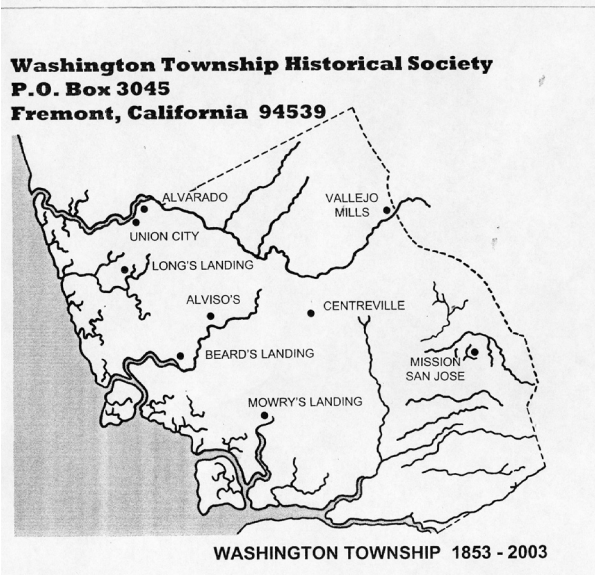 Washington Township Historical Society
P.O. Box 3045
Fremont, California 94539
ALVARADO
UNION CITY
VALLEJO
MILLS
LONG'S LANDING
ALVISO'S
CENTREVILLE
BEARD'S LANDING
MISSION
SAN JOSE
MOWRY'S LANDING
WASHINGTON TOWNSHIP 1853 - 2003